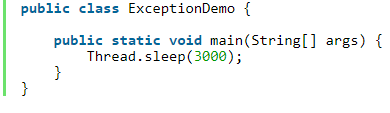 public class ExceptionDemo {
public static void main(String[] args) {
Thread.sleep(3000);
}
}